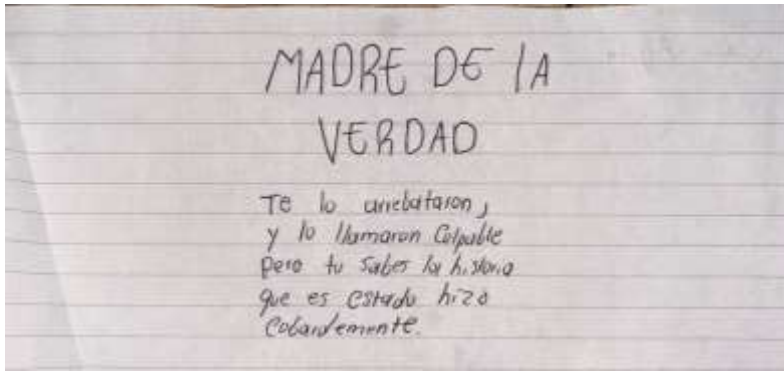 MADRE DE lA
VERDAD
Te lo arrebataron,
y lo llamaron Culpable
Pero tu sabes la historia
que es estado hizo
Cobardemente.